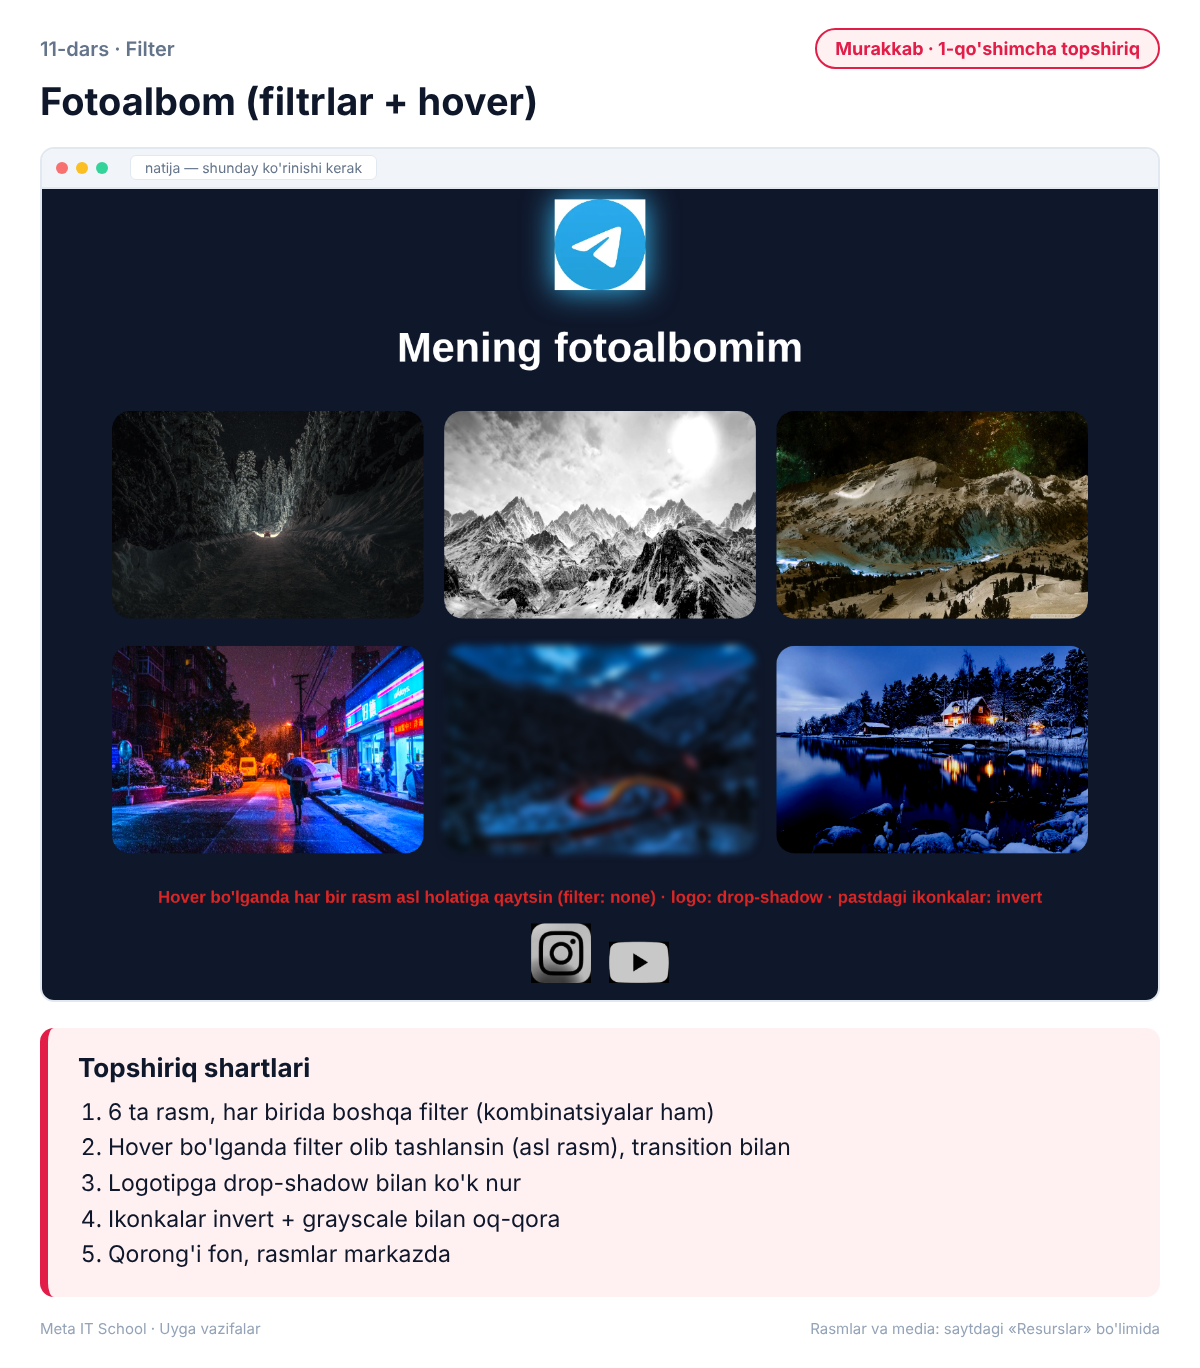 11-dars · Filter
Murakkab · 1-qo'shimcha topshiriq
Fotoalbom (filtrlar + hover)
natija — shunday ko'rinishi kerak
Mening fotoalbomim
Hover bo'lganda har bir rasm asl holatiga qaytsin (filter: none) · logo: drop-shadow · pastdagi ikonkalar: invert
Topshiriq shartlari
1. 6 ta rasm, har birida boshqa filter (kombinatsiyalar ham)
2. Hover bo'lganda filter olib tashlansin (asl rasm), transition bilan
3. Logotipga drop-shadow bilan ko'k nur
4. Ikonkalar invert + grayscale bilan oq-qora
5. Qorong'i fon, rasmlar markazda
Meta IT School · Uyga vazifalar
Rasmlar va media: saytdagi «Resurslar» bo'limida